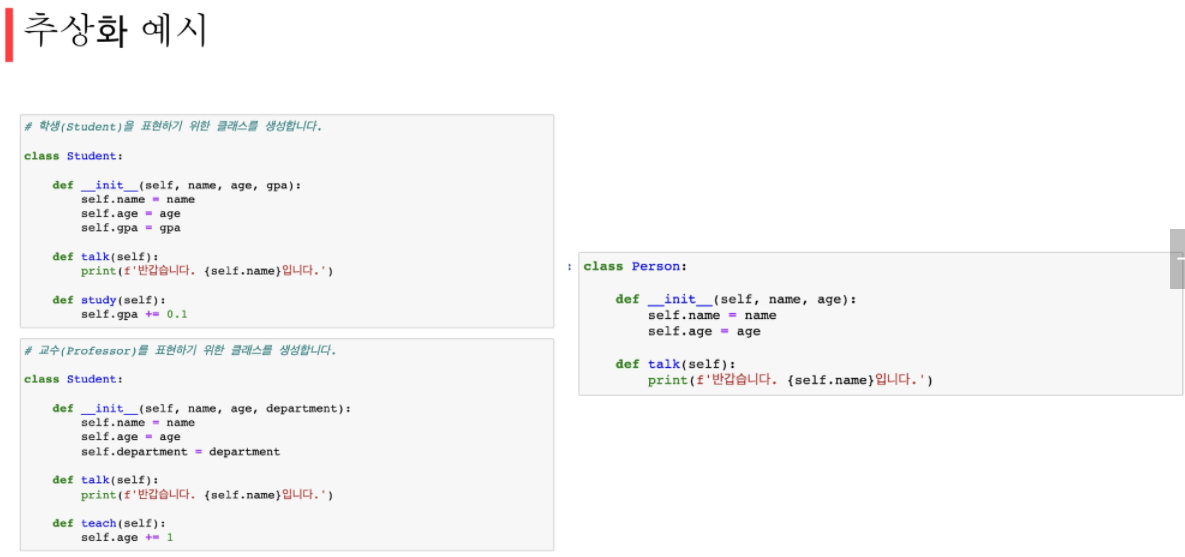 추상화 예시
# 학생(Student)을 표현하기 위한 클래스를 생성합니다.
class Student:
def __init__(self, name, age, gpa):
self.name = name
self.age = age
self.gpa = gpa
def talk(self):
print(f'반갑습니다. {self.name}입니다.')
def study(self):
self.gpa += 0.1
# 교수(Professor)를 표현하기 위한 클래스를 생성합니다.
class Student:
def __init__(self, name, age, department):
self.name = name
self.age = age
self.department = department
def talk(self):
print(f'반갑습니다. {self.name}입니다.')
def teach(self):
self.age += 1
: class Person:
def __init__(self, name, age):
self.name = name
self.age = age
def talk(self):
print(f'반갑습니다. {self.name}입니다.')